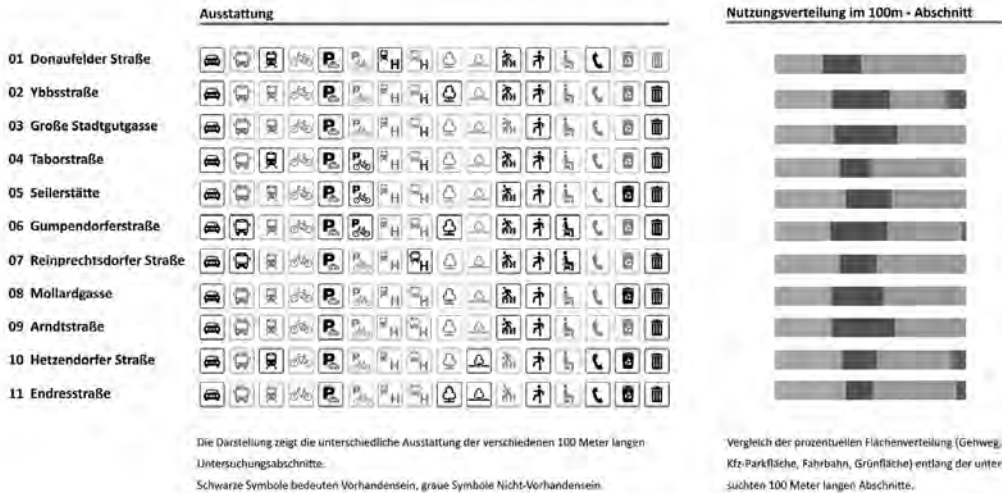 Ausstattung
Nutzungsverteilung im 100m - Abschnitt
01 Donaufelder Straße
02 Ybbsstraße
03 Große Stadtgutgasse
04 Taborstraße
05 Seilerstätte
06 Gumpendorferstraße
07 Reinprechtsdorfer Straße
08 Mollardgasse
09 Arndtstraße
10 Hetzendorfer Straße
11 Endresstraße
Die Darstellung zeigt die unterschiedliche Ausstattung der verschiedenen 100 Meter langen
Untersuchungsabschnitte.
Schwarze Symbole bedeuten Vorhandensein, graue Symbole Nicht-Vorhandensein.
Vergleich der prozentuellen Flächenverteilung (Gehweg,
Kfz-Parkfläche, Fahrbahn, Grünfläche) entlang der unter
suchten 100 Meter langen Abschnitte.